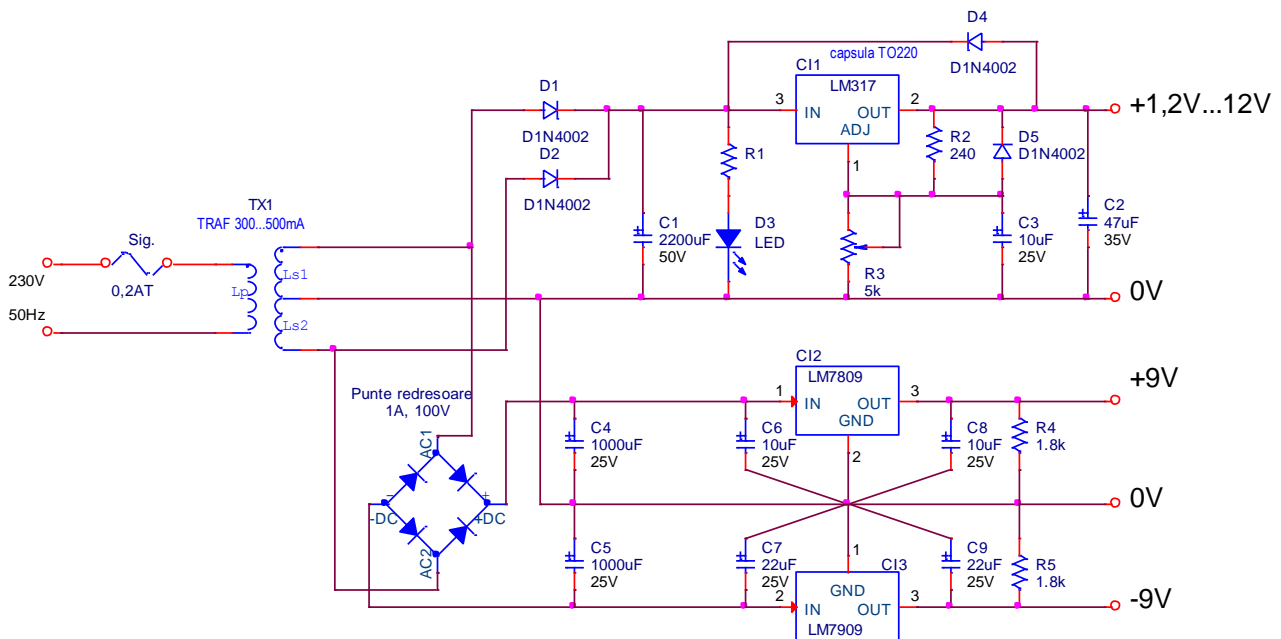 D4
D1N4002
capsula TO220
CI1
LM317
3
IN
OUT
2
ADJ
1
+1,2V...12V
D1
D1N4002
D2
D1N4002
R1
R2
240
D5
D1N4002
TX1
TRAF 300...500mA
C1
2200uF
50V
D3
LED
R3
5k
C3
10uF
25V
C2
47uF
35V
Sig.
230V
0,2AT
50Hz
Lp
Ls1
Ls2
0V
CI2
LM7809
1
IN
OUT
3
GND
2
+9V
Punte redresoare
1A, 100V
AC1
-
+
-DC
+DC
AC2
C4
1000uF
25V
C6
10uF
25V
C8
10uF
25V
R4
1.8k
0V
C5
1000uF
25V
C7
22uF
25V
1
CI3
C9
22uF
25V
R5
1.8k
GND
2
IN
OUT
3
LM7909
-9V